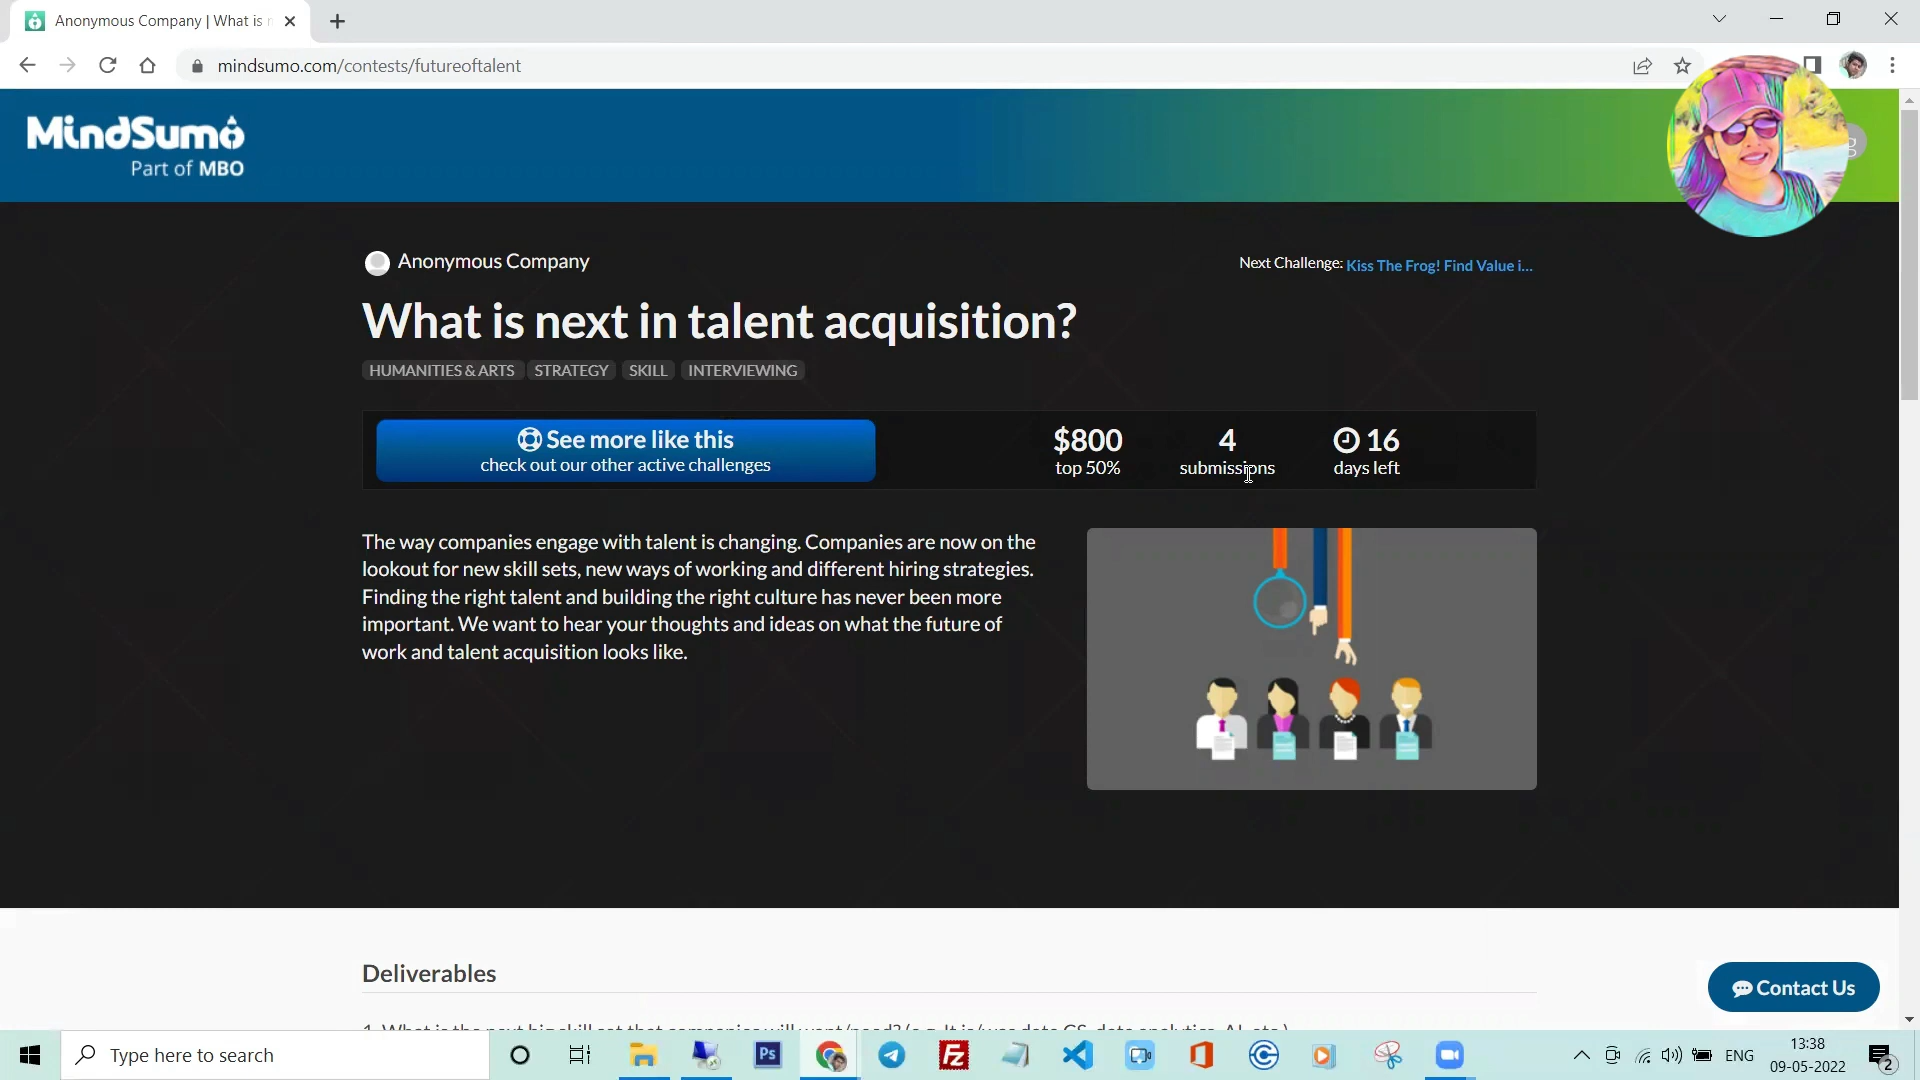 Anonymous Company | What is n
mindsumo.com/contests/futureoftalent
MindSumo
Part of MBO
g
Anonymous Company
Next Challenge: Kiss The Frog! Find Value i...
What is next in talent acquisition?
HUMANITIES & ARTS STRATEGY SKILL INTERVIEWING
See more like this
check out our other active challenges
$800
top 50%
4
submissions
16
days left
The way companies engage with talent is changing. Companies are now on the
lookout for new skill sets, new ways of working and different hiring strategies.
Finding the right talent and building the right culture has never been more
important. We want to hear your thoughts and ideas on what the future of
work and talent acquisition looks like.
Deliverables
Contact Us
1. What is the next big skill set that companies will want/need? (e.g. It is/was data CS, data analytics, AI, etc.)
Type here to search
Ps
Fz
ENG
13:38
09-05-2022
2